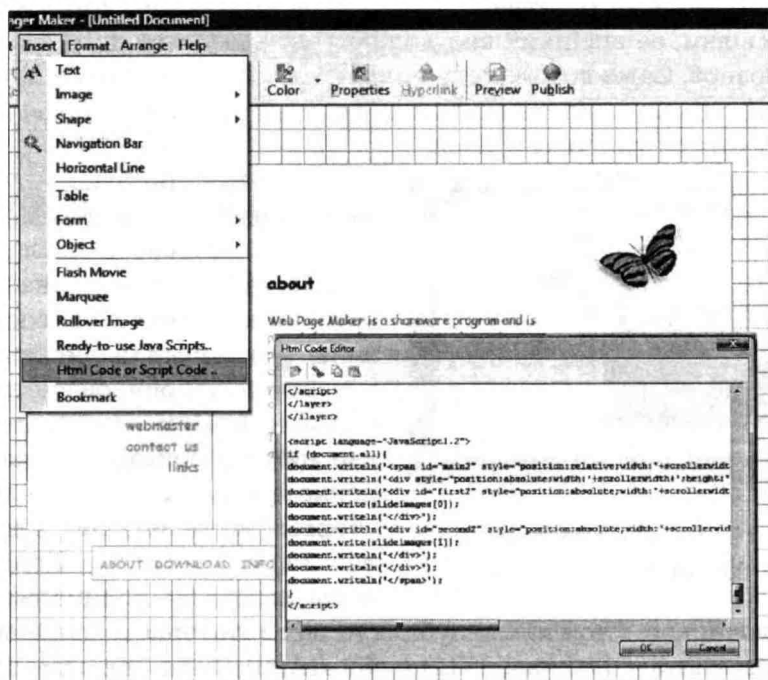 ager Maker - [Untitled Document]
Insert Format Arrange Help
Text
Image
Shape
Navigation Bar
Horizontal Line
Table
Form
Object
Flash Movie
Marquee
Rollover Image
Ready-to-use Java Scripts..
Html Code or Script Code ..
Bookmark
Color Properties Hyperlink Preview Publish
about
Web Page Maker is a shareware program and is
webmaster
contact us
links
ABOUT DOWNLOAD INFO
Html Code Editor
</script>
</layer>
</ilayer>
<script language="JavaScript1.2">
if (document.all){
document.writeln('<span id="main2" style="position:relative;width:'+scrollerwidt
document.writeln('<div style="position:absolute;width:'+scrollerwidth+';height:'
document.writeln('<div id="first2" style="position:absolute;width:'+scrollerwidt
document.write(slideimages[0]);
document.writeln('</div>');
document.writeln('<div id="second2" style="position:absolute;width:'+scrollerwid
document.write(slideimages[1]);
document.writeln('</div>');
document.writeln('</div>');
document.writeln('</span>');
}
</script>
OK Cancel